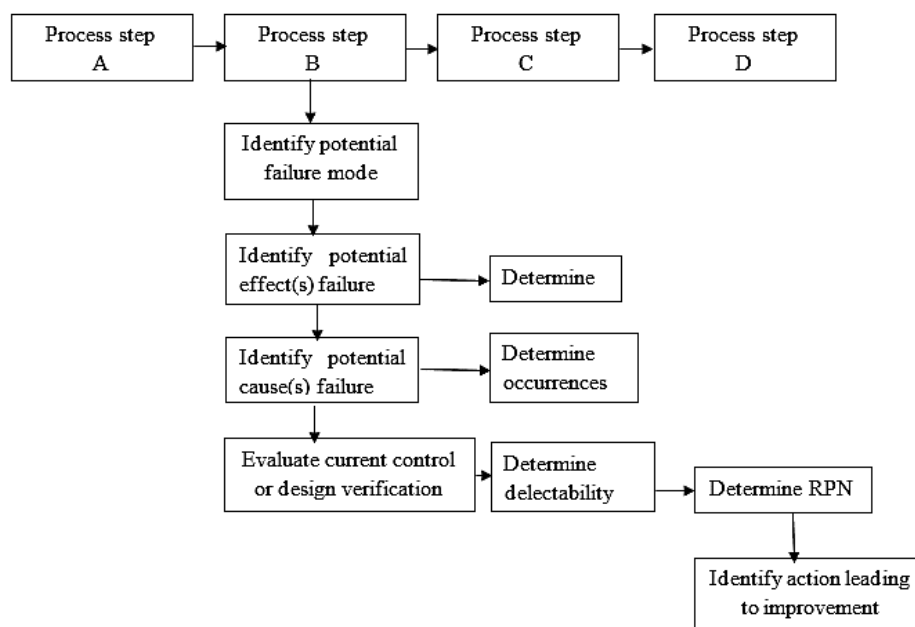 Process step
A
Process step
B
Process step
C
Process step
D
Identify potential
failure mode
Identify potential
effect(s) failure
Determine
Identify potential
cause(s) failure
Determine
occurrences
Evaluate current control
or design verification
Determine
delectability
Determine RPN
Identify action leading
to improvement